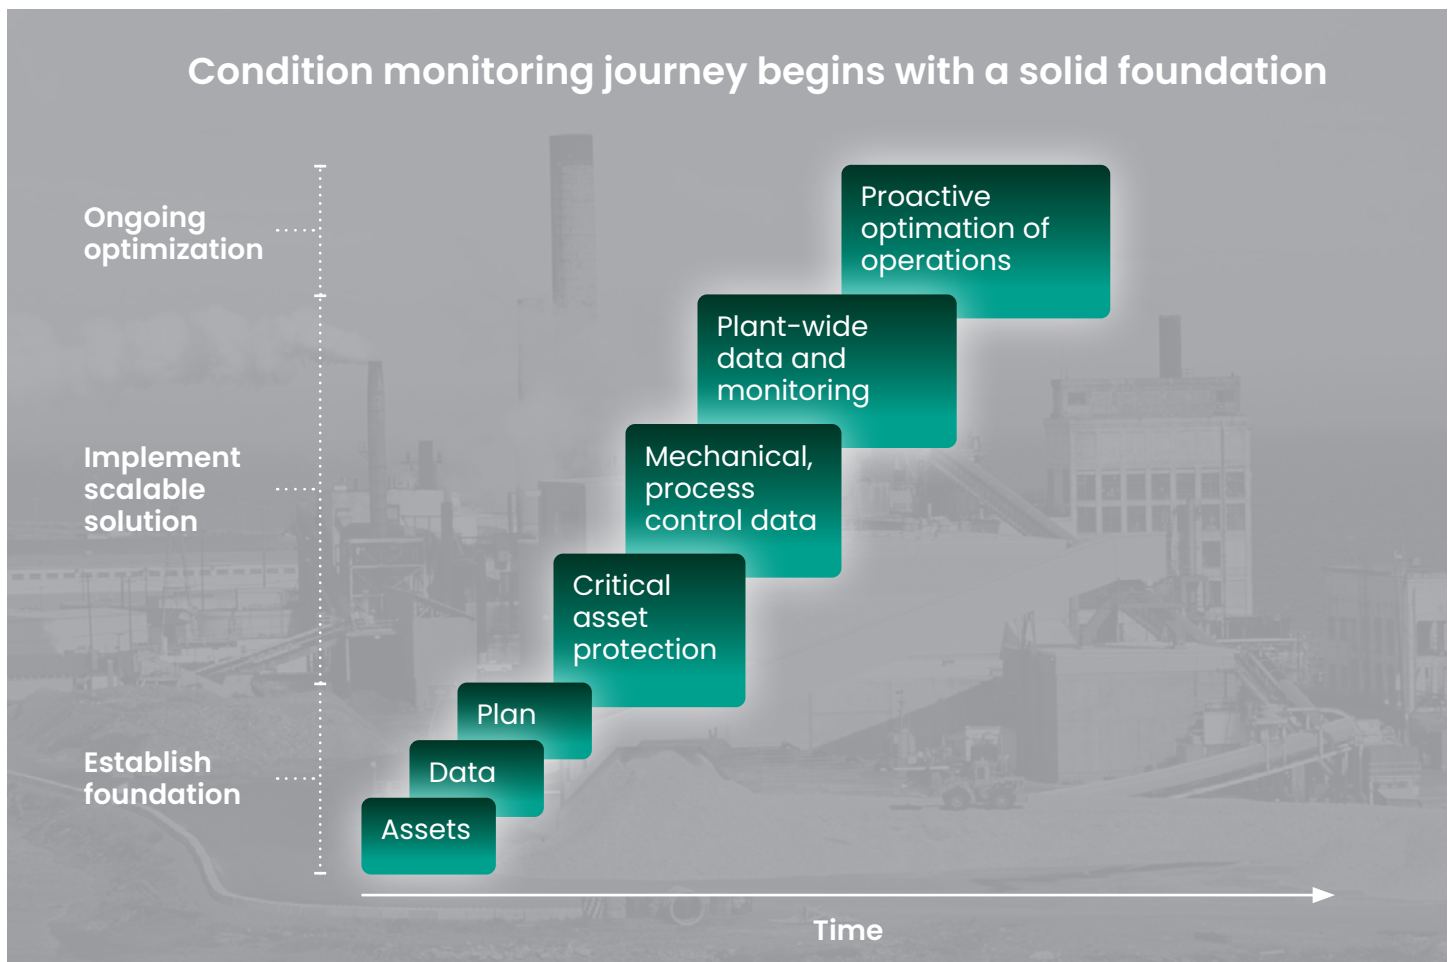 Condition monitoring journey begins with a solid foundation
Ongoing
optimization
Implement
scalable
solution
Establish
foundation
Proactive
optimation of
operations
Plant-wide
data and
monitoring
Mechanical,
process
control data
Critical
asset
protection
Plan
Data
Assets
Time